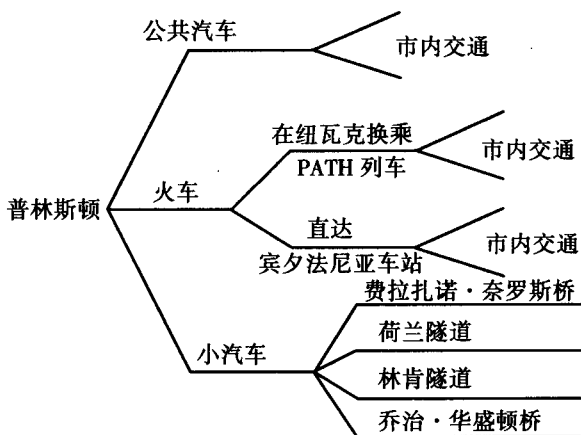 公共汽车
市内交通
在纽瓦克换乘
PATH 列车
市内交通
普林斯顿
火车
直达
宾夕法尼亚车站
市内交通
费拉扎诺·奈罗斯桥
荷兰隧道
小汽车
林肯隧道
乔治·华盛顿桥